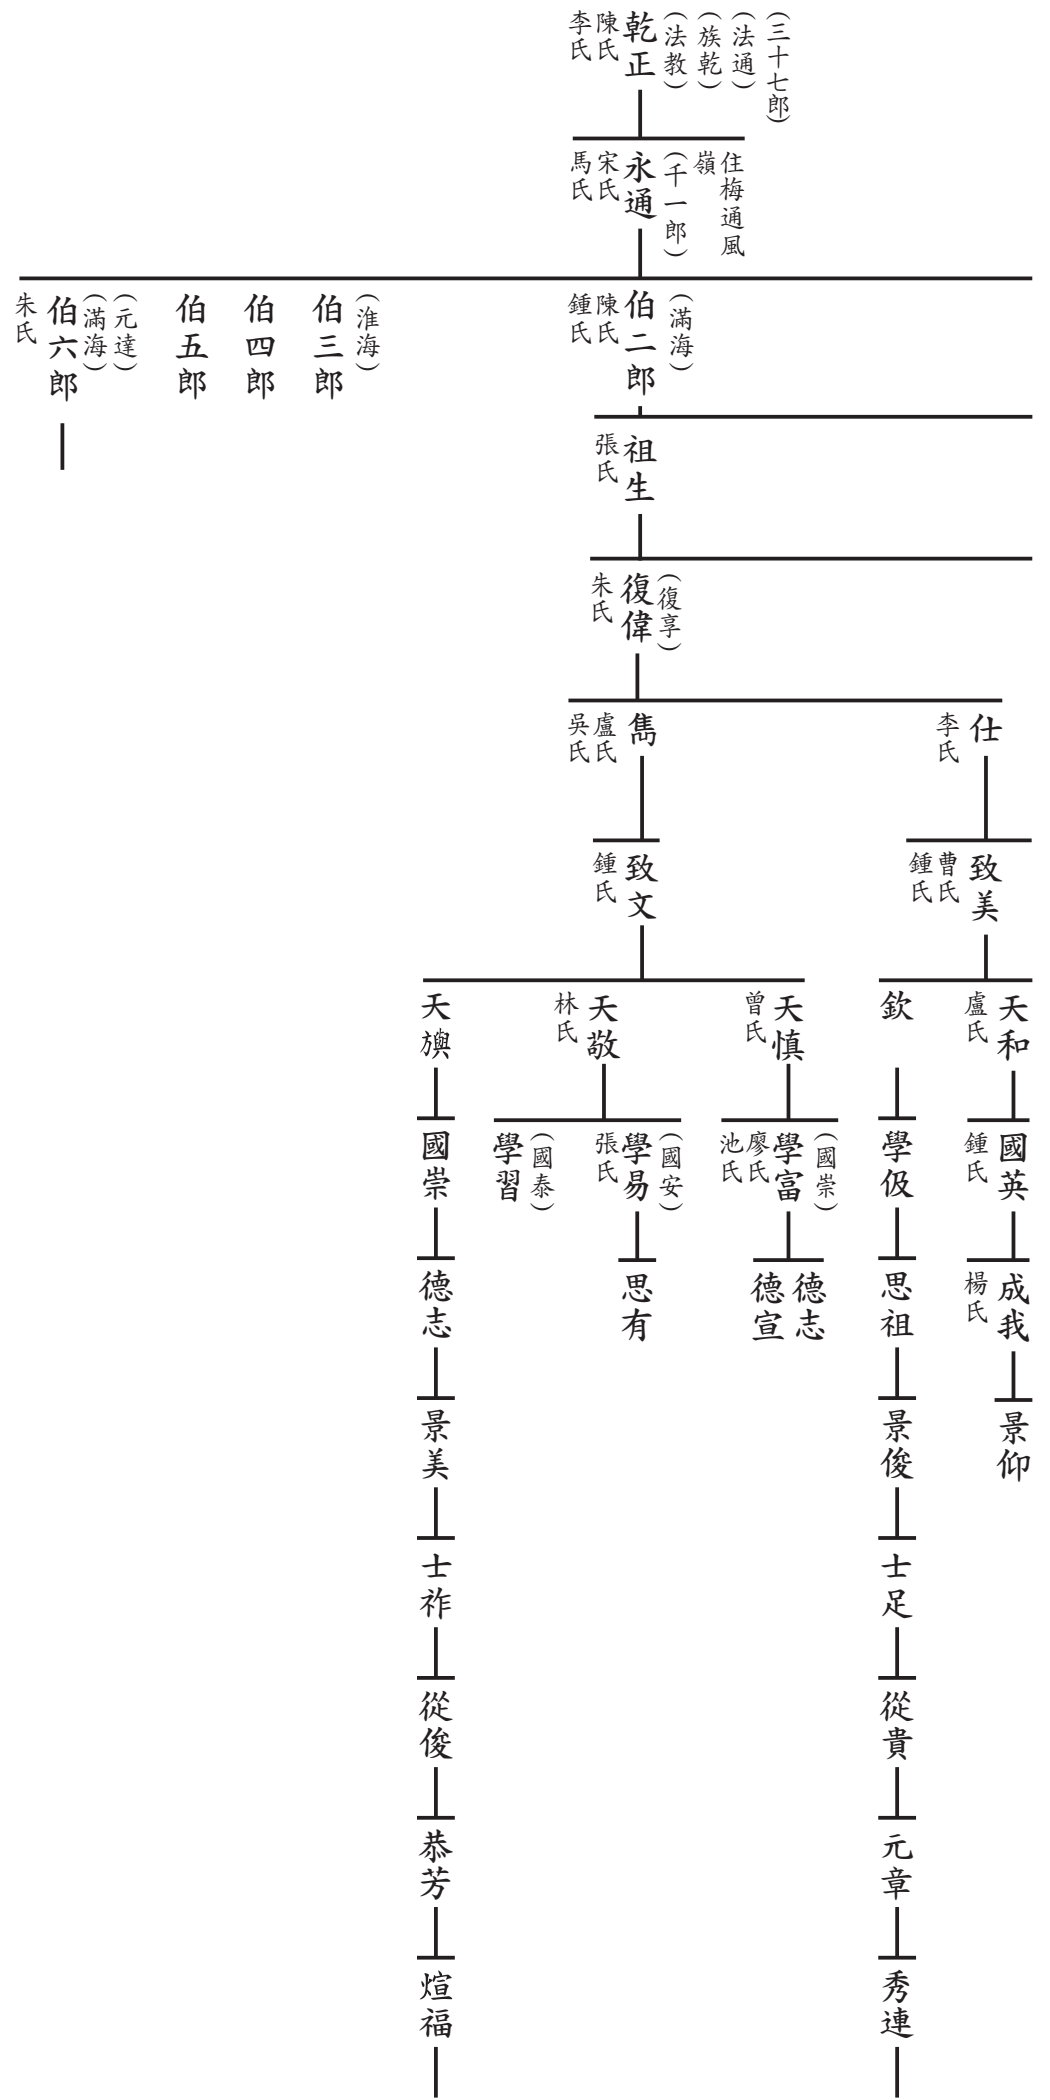 (三十七郎)
(法通)
(族乾)
(法教)
乾正
陳氏
李氏
住梅通風
嶺
(千一郎)
永通
宋氏
馬氏
(滿海)
伯二郎
陳氏
鍾氏
(淮海)
伯三郎
伯四郎
伯五郎
(元達)
(滿海)
伯六郎
朱氏
祖生
張氏
(復享)
復偉
朱氏
仕
李氏
雋
盧氏
吳氏
致美
曹氏
鍾氏
致文
鍾氏
天和
盧氏
欽
天慎
曾氏
天敬
林氏
天
國英
鍾氏
學伋
(國崇)
學富
廖氏
池氏
(國安)
學易
張氏
(國泰)
學習
國崇
成我
楊氏
思祖
德志
德宣
思有
德志
景仰
景俊
景美
士足
士祚
從貴
從俊
元章
恭芳
秀連
煊福